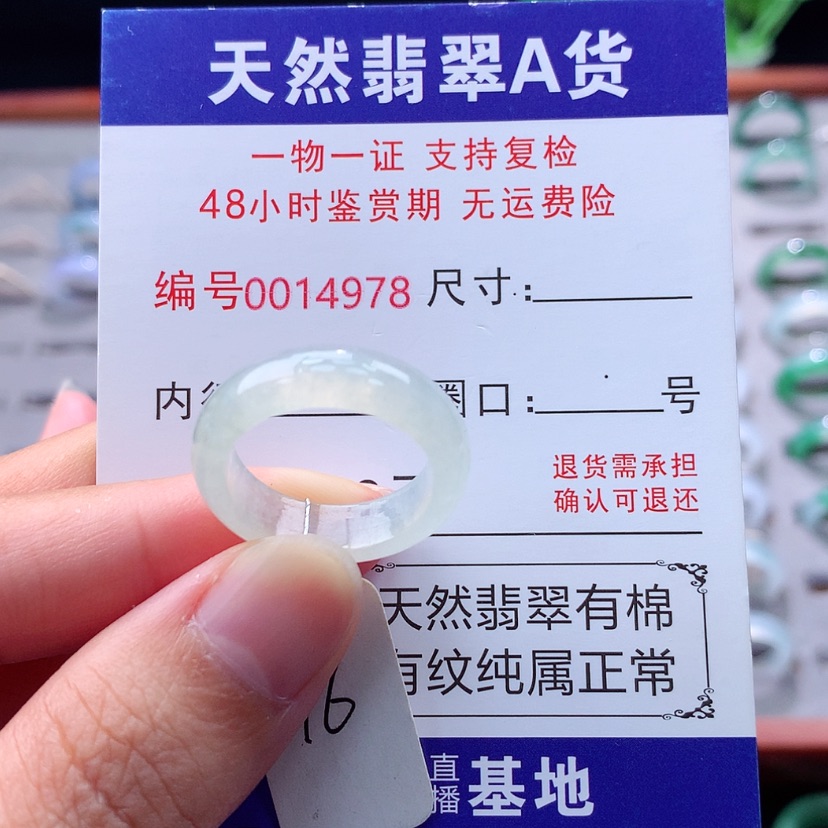 天然翡翠A货
一物一证 支持复检
48小时鉴赏期 无运费险
编号0014978 尺寸:
内 圈口: 号
退货需承担
确认可退还
天然翡翠有棉
有纹纯属正常
16
直播基地